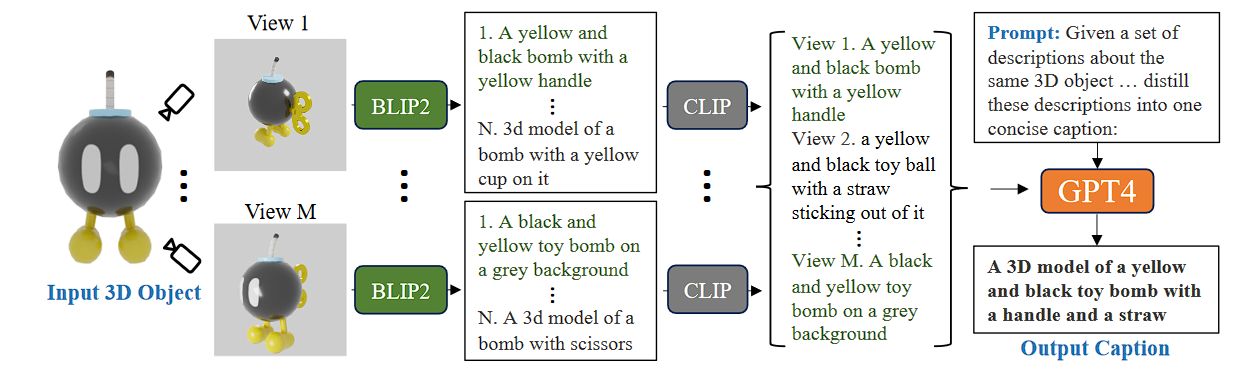 View 1
BLIP2
1. A yellow and
black bomb with a
yellow handle
N. 3d model of a
bomb with a yellow
cup on it
CLIP
View M
BLIP2
1. A black and
yellow toy bomb on
a grey background
N. A 3d model of a
bomb with scissors
CLIP
Input 3D Object
View 1. A yellow
and black bomb
with a yellow
handle
View 2. a yellow
and black toy ball
with a straw
sticking out of it
View M. A black
and yellow toy
bomb on a grey
background
Prompt: Given a set of
descriptions about the
same 3D object … distill
these descriptions into one
concise caption:
GPT4
A 3D model of a yellow
and black toy bomb with
a handle and a straw
Output Caption